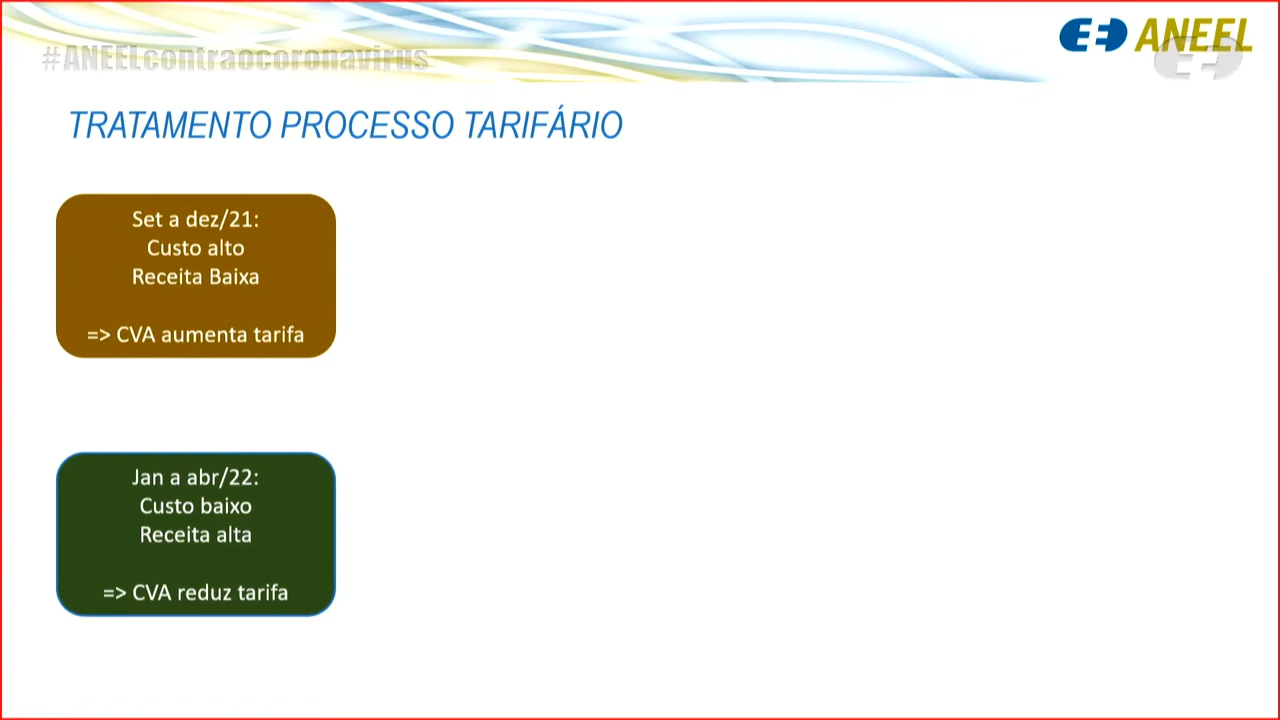 #ANEELcontraocoronavirus
ANEEL
TRATAMENTO PROCESSO TARIFÁRIO
Set a dez/21:
Custo alto
Receita Baixa
=> CVA aumenta tarifa
Jan a abr/22:
Custo baixo
Receita alta
=> CVA reduz tarifa